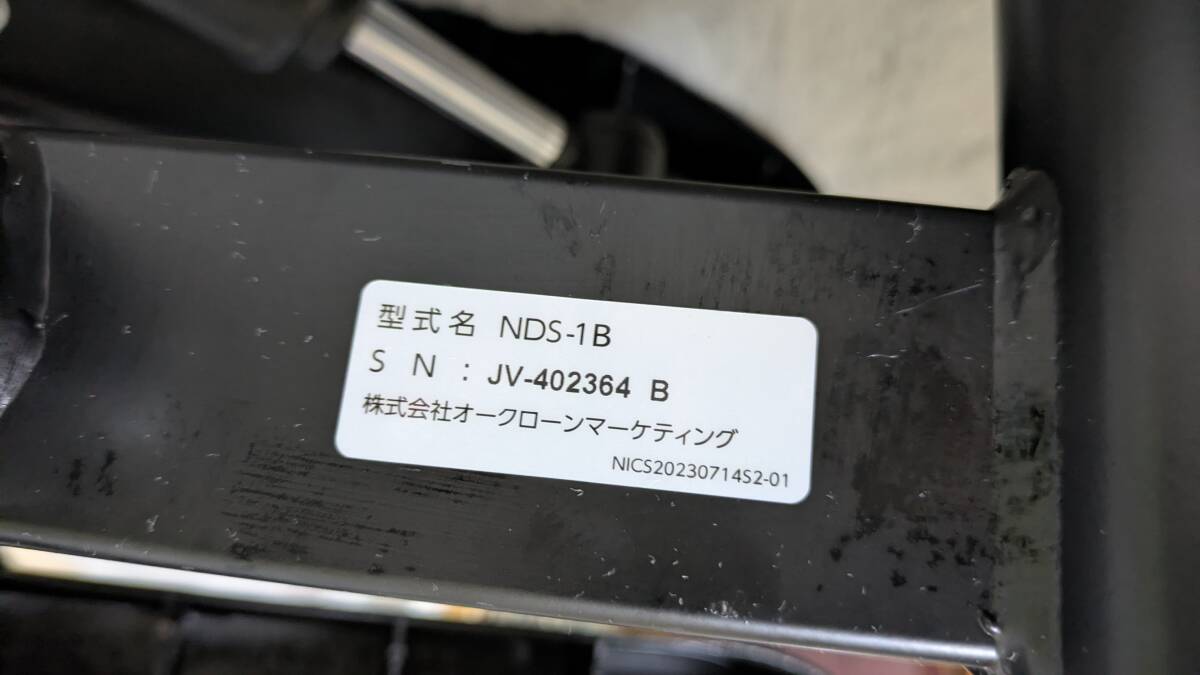 型式名 NDS-1B
S N : JV-402364 B
株式会社オークローンマーケティング
NICS20230714S2-01